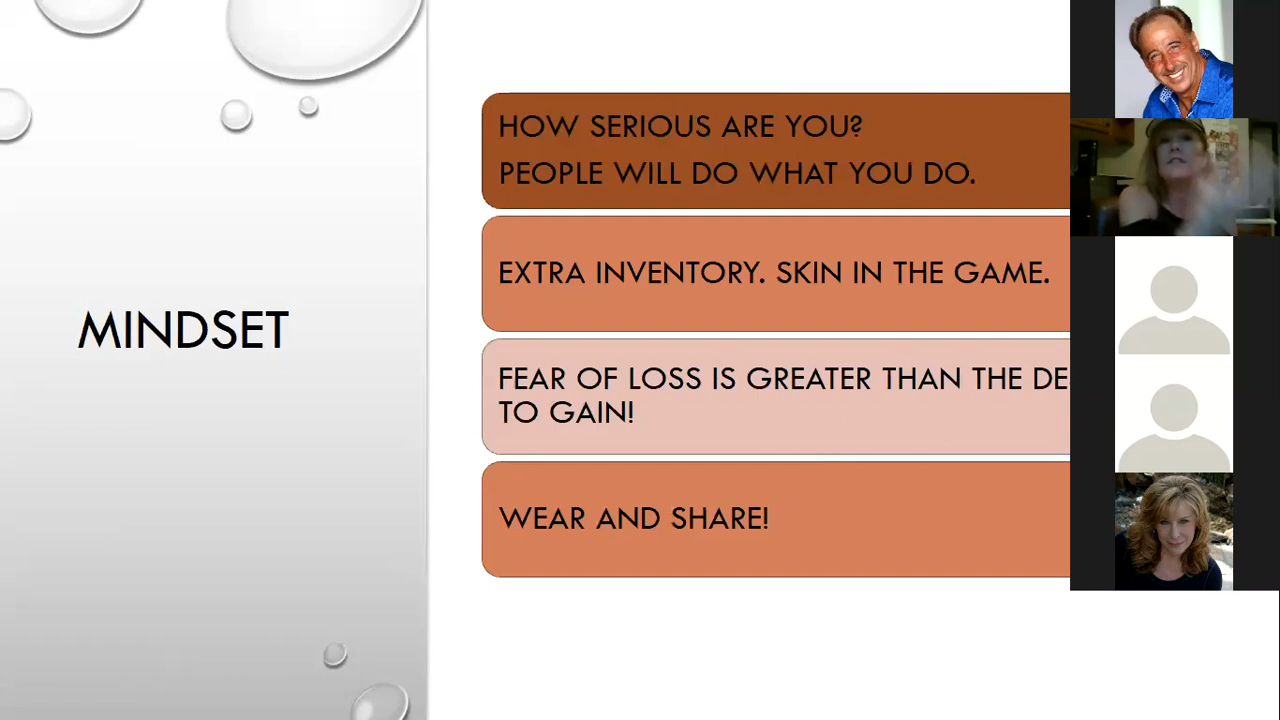 MINDSET
HOW SERIOUS ARE YOU?
PEOPLE WILL DO WHAT YOU DO.
EXTRA INVENTORY. SKIN IN THE GAME.
FEAR OF LOSS IS GREATER THAN THE
TO GAIN!
WEAR AND SHARE!